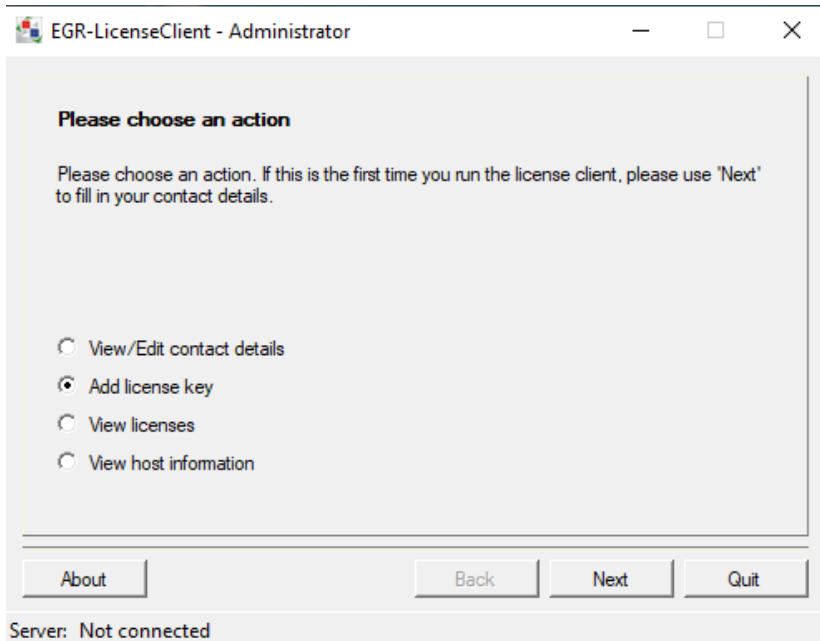 EGR-LicenseClient - Administrator
Please choose an action
Please choose an action. If this is the first time you run the license client, please use 'Next'
to fill in your contact details.
View/Edit contact details
Add license key
View licenses
View host information
About
Back
Next
Quit
Server: Not connected